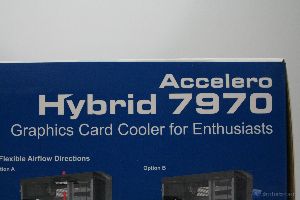 Accelero
Hybrid 7970
Graphics Card Cooler for Enthusiasts
Flexible Airflow Directions
Option B